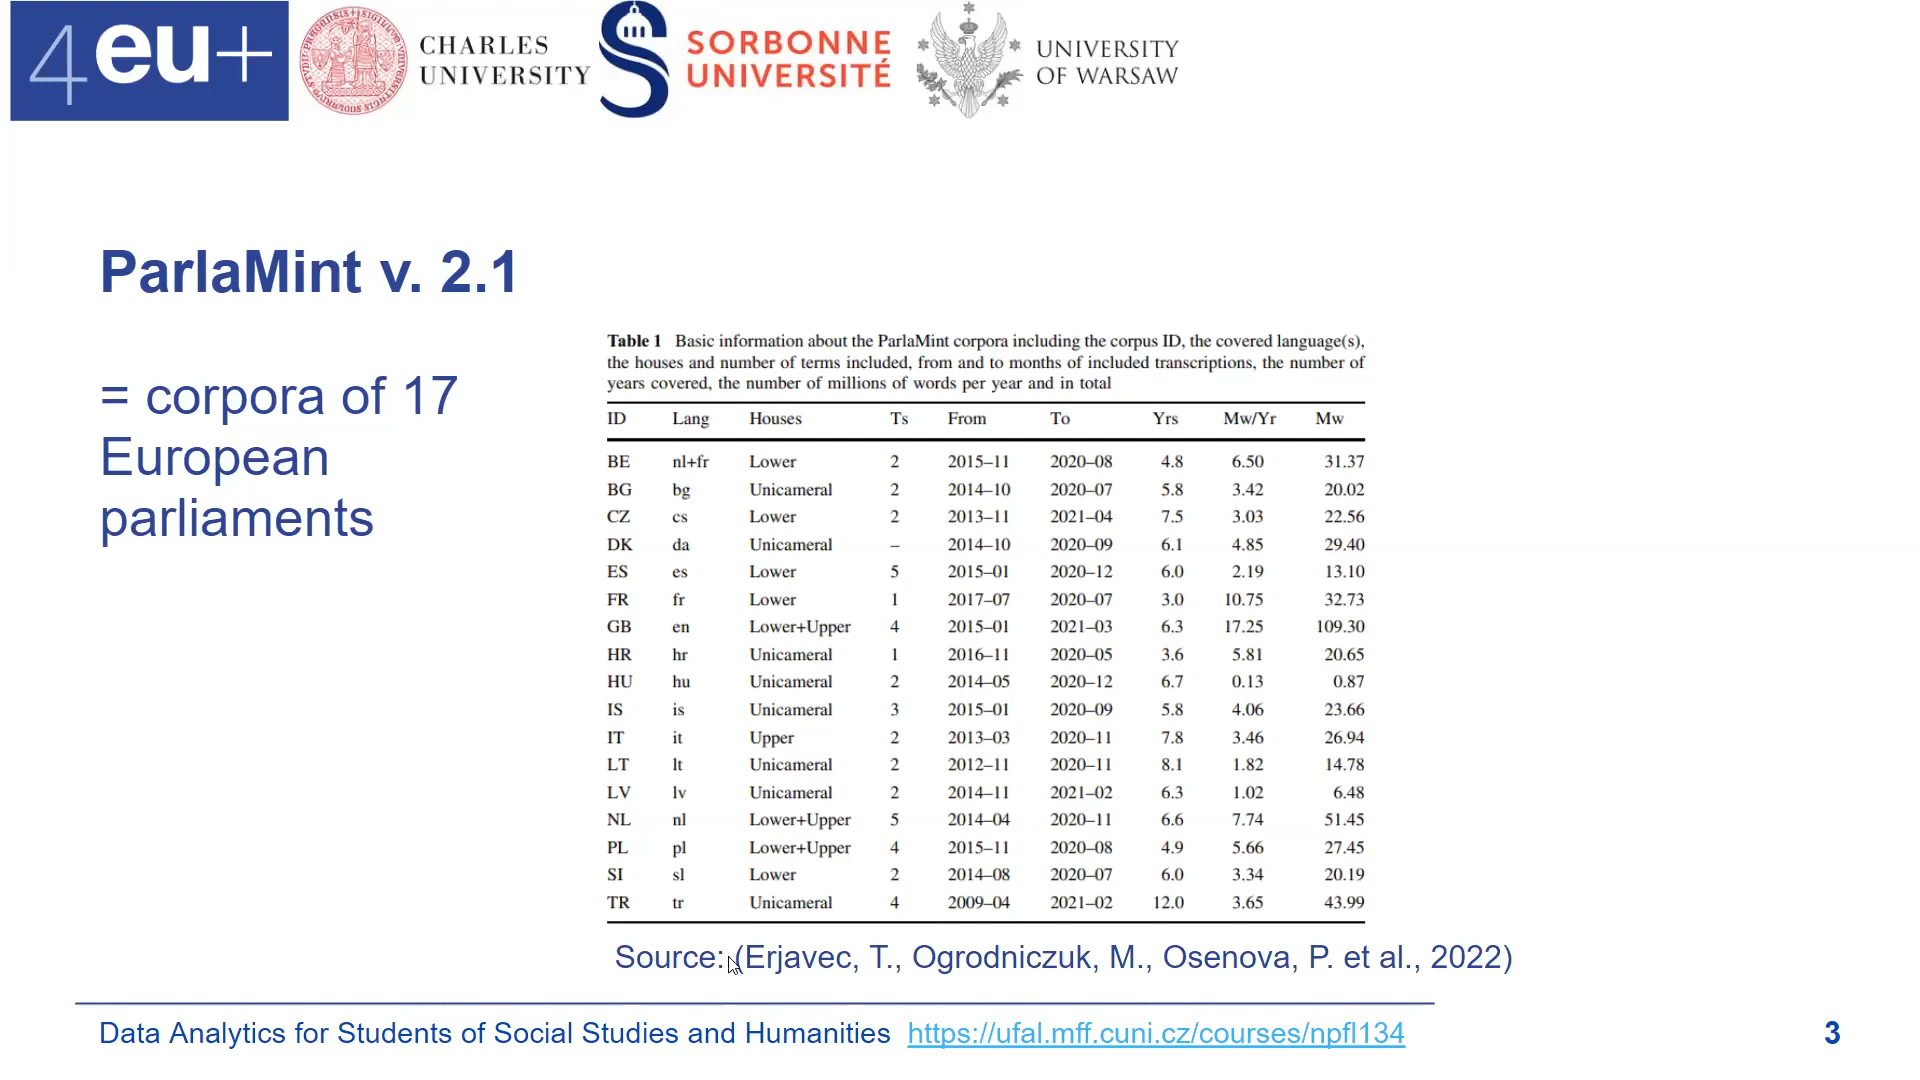 4eu+
CHARLES
UNIVERSITY
SORBONNE
UNIVERSITÉ
UNIVERSITY
OF WARSAW
ParlaMint v. 2.1
= corpora of 17
European
parliaments
Table 1 Basic information about the ParlaMint corpora including the corpus ID, the covered language(s),
the houses and number of terms included, from and to months of included transcriptions, the number of
years covered, the number of millions of words per year and in total
ID Lang Houses Ts From To Yrs Mw/Yr Mw
BE nl+fr Lower 2 2015–11 2020–08 4.8 6.50 31.37
BG bg Unicameral 2 2014–10 2020–07 5.8 3.42 20.02
CZ cs Lower 2 2013–11 2021–04 7.5 3.03 22.56
DK da Unicameral – 2014–10 2020–09 6.1 4.85 29.40
ES es Lower 5 2015–01 2020–12 6.0 2.19 13.10
FR fr Lower 1 2017–07 2020–07 3.0 10.75 32.73
GB en Lower+Upper 4 2015–01 2021–03 6.3 17.25 109.30
HR hr Unicameral 1 2016–11 2020–05 3.6 5.81 20.65
HU hu Unicameral 2 2014–05 2020–12 6.7 0.13 0.87
IS is Unicameral 3 2015–01 2020–09 5.8 4.06 23.66
IT it Upper 2 2013–03 2020–11 7.8 3.46 26.94
LT lt Unicameral 2 2012–11 2020–11 8.1 1.82 14.78
LV lv Unicameral 2 2014–11 2021–02 6.3 1.02 6.48
NL nl Lower+Upper 5 2014–04 2020–11 6.6 7.74 51.45
PL pl Lower+Upper 4 2015–11 2020–08 4.9 5.66 27.45
SI sl Lower 2 2014–08 2020–07 6.0 3.34 20.19
TR tr Unicameral 4 2009–04 2021–02 12.0 3.65 43.99
Source: (Erjavec, T., Ogrodniczuk, M., Osenova, P. et al., 2022)
Data Analytics for Students of Social Studies and Humanities https://ufal.mff.cuni.cz/courses/npfl134
3